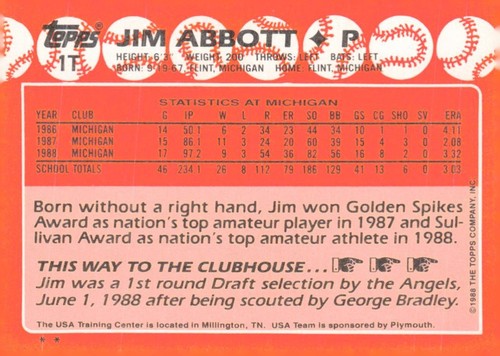 Topps
1T
JIM ABBOTT ♦ P
HEIGHT: 6'3" WEIGHT: 200 THROWS: LEFT BATS: LEFT
BORN: 9-19-67, FLINT, MICHIGAN HOME: FLINT, MICHIGAN
STATISTICS AT MICHIGAN
YEAR CLUB G IP W L R ER SO BB GS CG SHO SV ERA
1986 MICHIGAN 14 50.1 6 2 34 23 44 34 10 1 0 4.11
1987 MICHIGAN 15 86.1 11 3 34 20 60 39 15 4 3 0 2.08
1988 MICHIGAN 17 97.2 9 3 54 36 82 56 16 8 1 0 3.32
SCHOOL TOTALS 46 234.1 26 8 6 0 3.03
Born without a right hand, Jim won Golden Spikes
Award as nation's top amateur player in 1987 and Sul-
livan Award as nation's top amateur athlete in 1988.
THIS WAY TO THE CLUBHOUSE...
Jim was a 1st round Draft selection by the Angels,
June 1, 1988 after being scouted by George Bradley.
The USA Training Center is located in Millington, TN. USA Team is sponsored by Plymouth.
©1988 THE TOPPS COMPANY, INC.